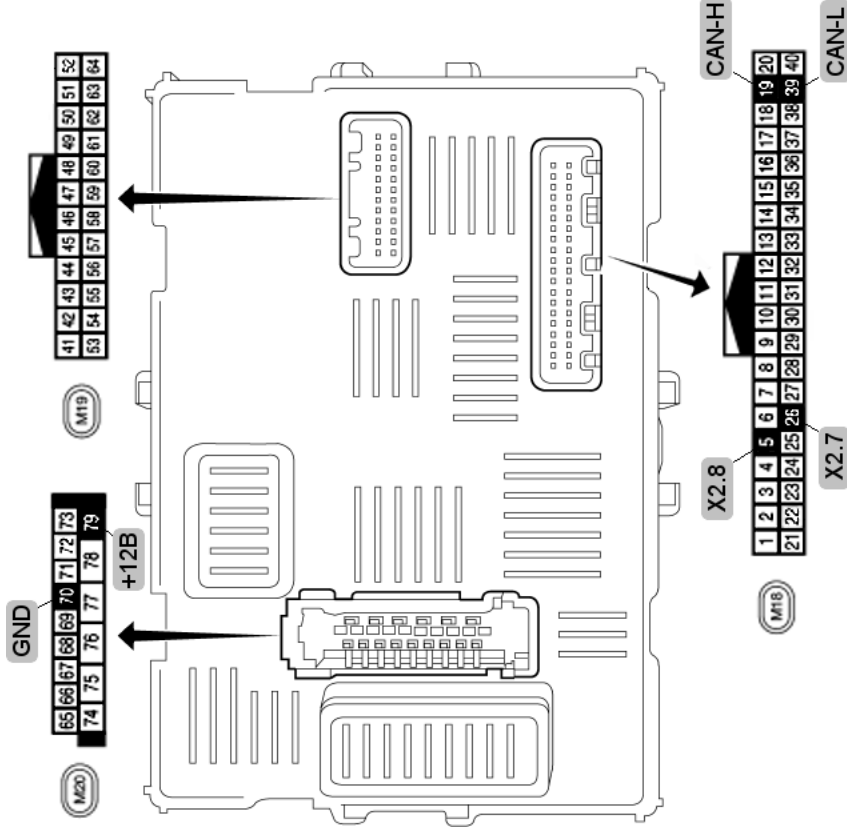 GND
65 66 67 68 69 70 71 72 73
74 75 76 77 78 79
M20
+12B
41 42 43 44 45 46 47 48 49 50 51 52
53 54 55 56 57 58 59 60 61 62 63 64
M19
X2.8
CAN-H
1 2 3 4 5 6 7 8 9 10 11 12 13 14 15 16 17 18 19 20
21 22 23 24 25 26 27 28 29 30 31 32 33 34 35 36 37 38 39 40
M18
X2.7
CAN-L